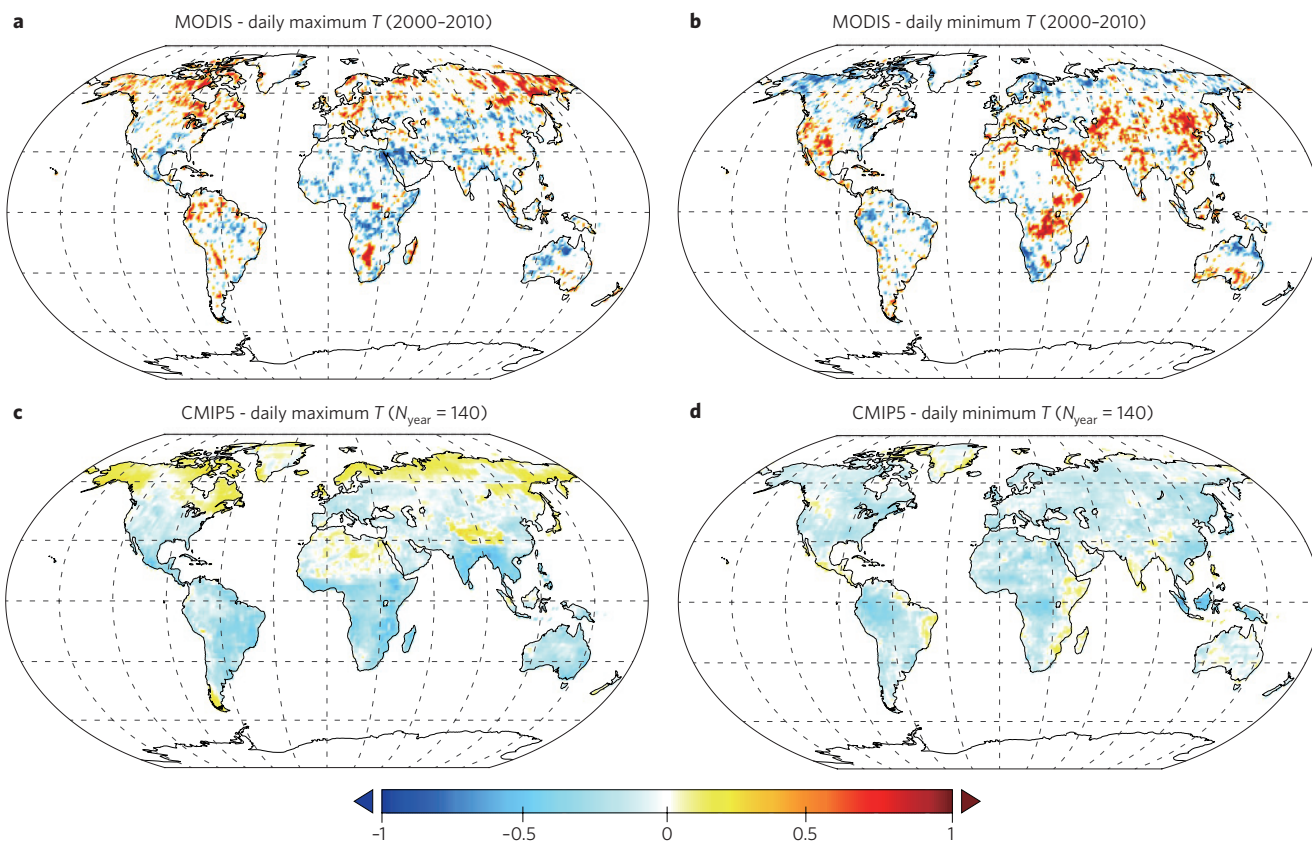 a MODIS - daily maximum T (2000–2010)
b MODIS - daily minimum T (2000–2010)
c CMIP5 - daily maximum T (Nyear = 140)
d CMIP5 - daily minimum T (Nyear = 140)
-1 -0.5 0 0.5 1